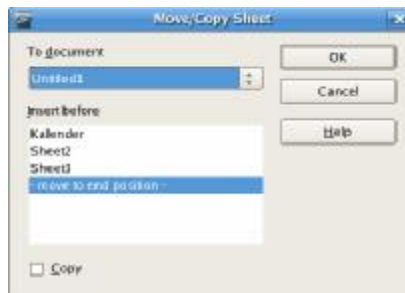 Move/Copy Sheet
To document
Untitled1
Insert before
Kalender
Sheet2
Sheet3
- move to end position -
Copy
OK
Cancel
Help